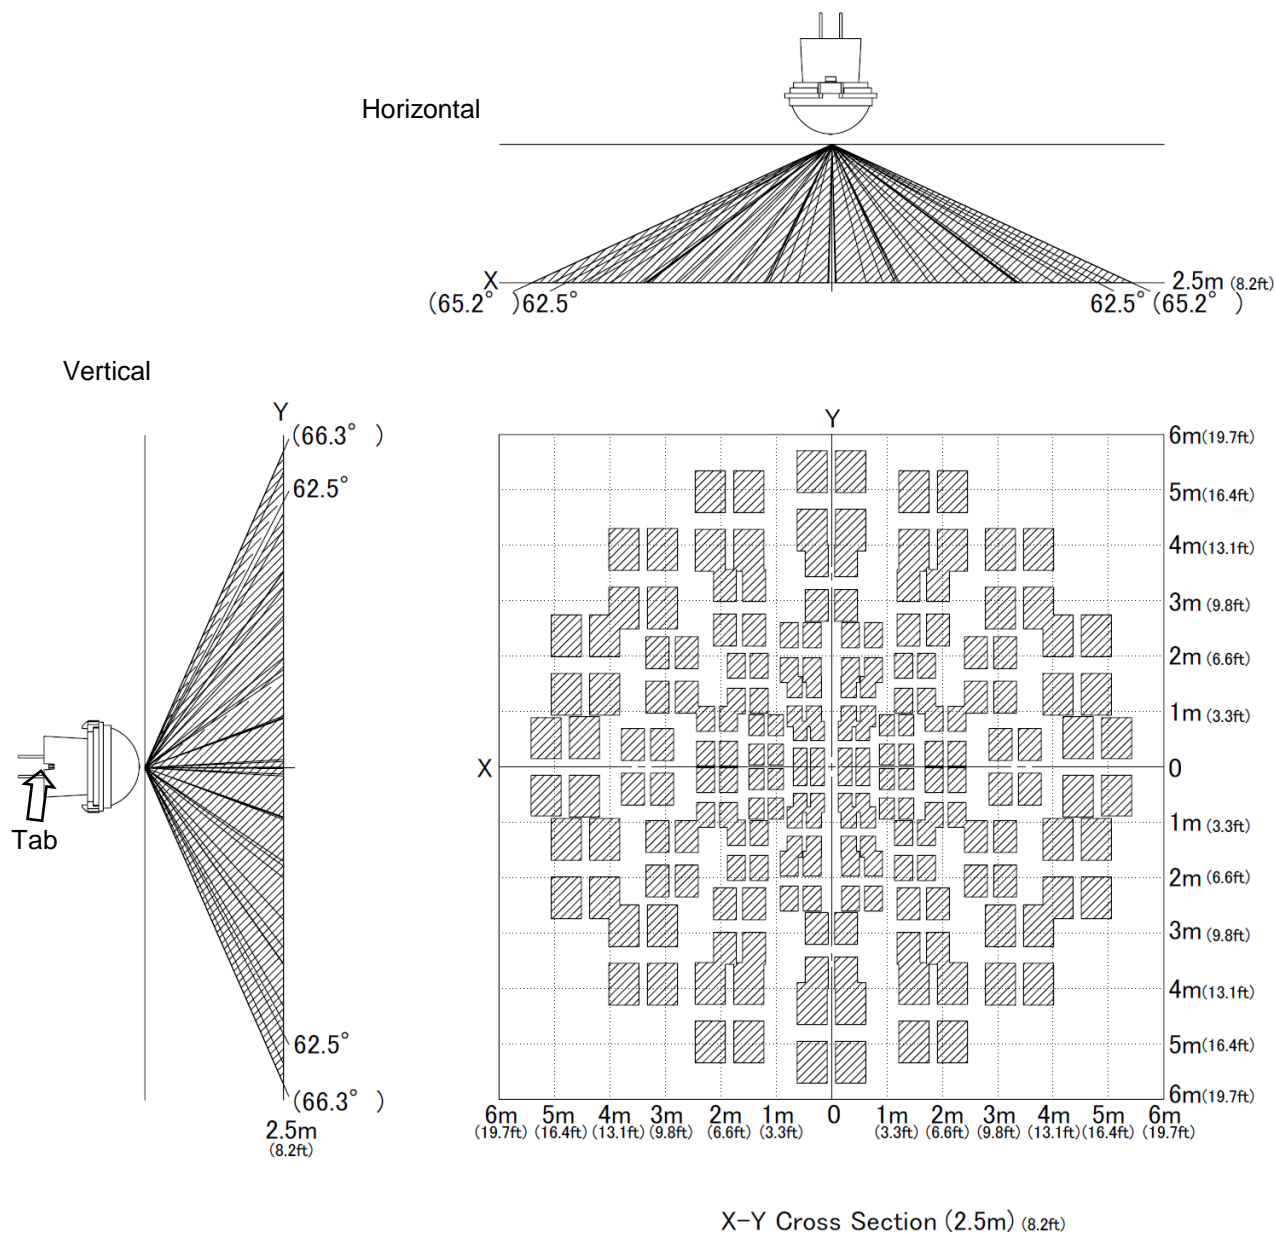 Horizontal
X
2.5m (8.2ft)
(65.2° )62.5°
62.5°(65.2° )
Vertical
Y
(66.3° )
62.5°
Tab
62.5°
(66.3° )
2.5m
(8.2ft)
Y
6m(19.7ft)
5m(16.4ft)
4m(13.1ft)
3m (9.8ft)
2m (6.6ft)
1m (3.3ft)
X
0
1m (3.3ft)
2m (6.6ft)
3m (9.8ft)
4m(13.1ft)
5m(16.4ft)
6m(19.7ft)
6m 5m 4m 3m 2m 1m 0 1m 2m 3m 4m 5m 6m
(19.7ft) (16.4ft) (13.1ft) (9.8ft) (6.6ft) (3.3ft) (3.3ft) (6.6ft) (9.8ft) (13.1ft) (16.4ft) (19.7ft)
X-Y Cross Section (2.5m) (8.2ft)